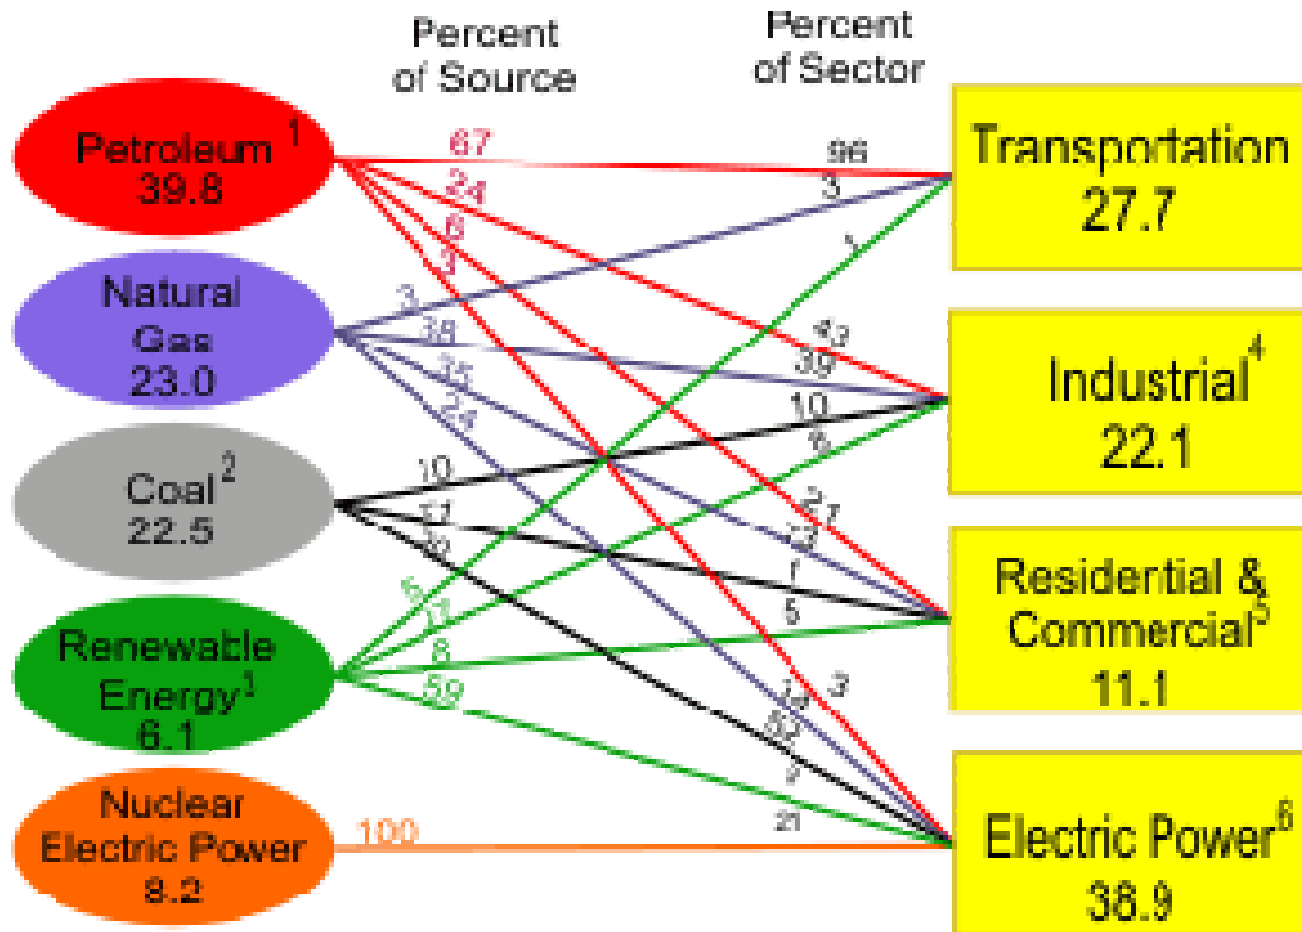 Percent
of Source
Percent
of Sector
Petroleum 1
39.8
Natural
Gas
23.0
Coal 2
22.5
Renewable
Energy 1
6.1
Nuclear
Electric Power
8.2
67
24
6
3
3
38
24
10
8
59
100
96
3
1
39
10
5
3
21
Transportation
27.7
Industrial 4
22.1
Residential &
Commercial 5
11.1
Electric Power 6
38.9